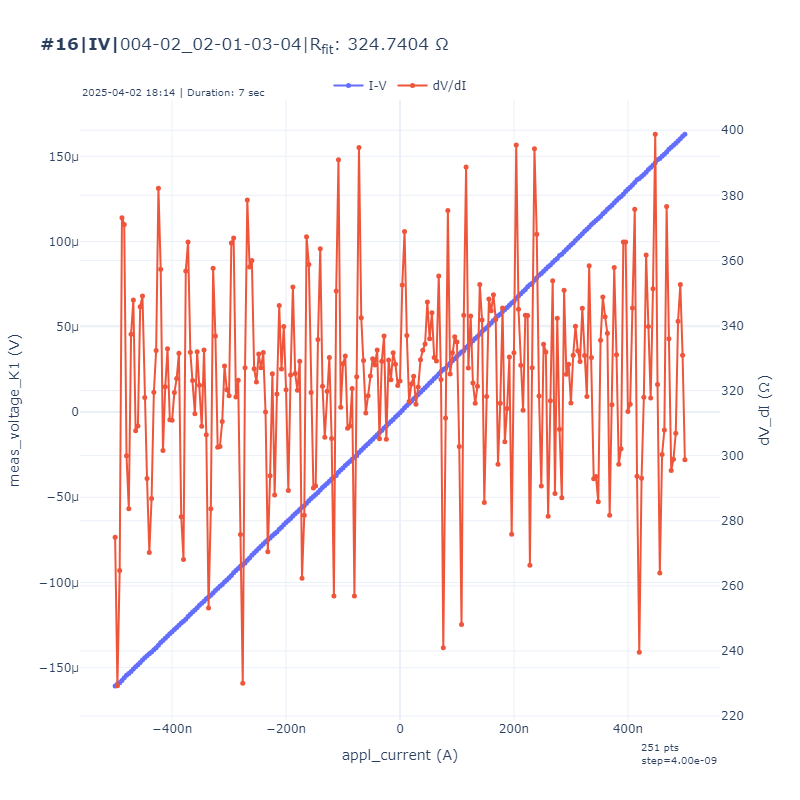 #16|IV|004-02_02-01-03-04|Rfit: 324.7404 Ω
2025-04-02 18:14 | Duration: 7 sec
I-V
dV/dI
150µ
100µ
50µ
0
−50µ
−100µ
−150µ
meas_voltage_K1 (V)
400
380
360
340
320
300
280
260
240
220
dV_dI (Ω)
−400n
−200n
0
200n
400n
appl_current (A)
251 pts
step=4.00e-09